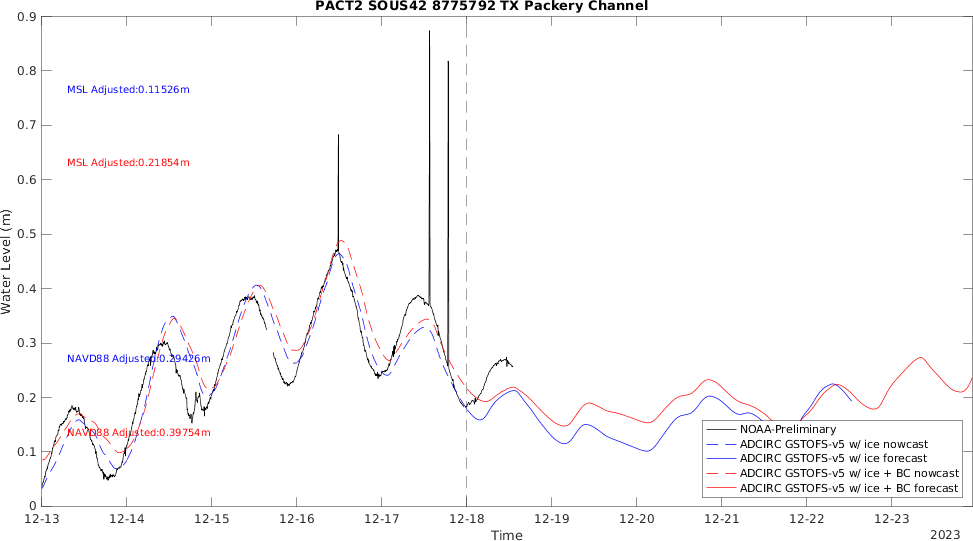 PACT2 SOUS42 8775792 TX Packery Channel
0.9
0.8
0.7
0.6
0.5
0.4
0.3
0.2
0.1
0
Water Level (m)
MSL Adjusted:0.11526m
MSL Adjusted:0.21854m
NAVD88 Adjusted:0.29426m
NAVD88 Adjusted:0.39754m
NOAA-Preliminary
ADCIRC GSTOFS-v5 w/ ice nowcast
ADCIRC GSTOFS-v5 w/ ice forecast
ADCIRC GSTOFS-v5 w/ ice + BC nowcast
ADCIRC GSTOFS-v5 w/ ice + BC forecast
12-13 12-14 12-15 12-16 12-17 12-18 12-19 12-20 12-21 12-22 12-23
Time
2023